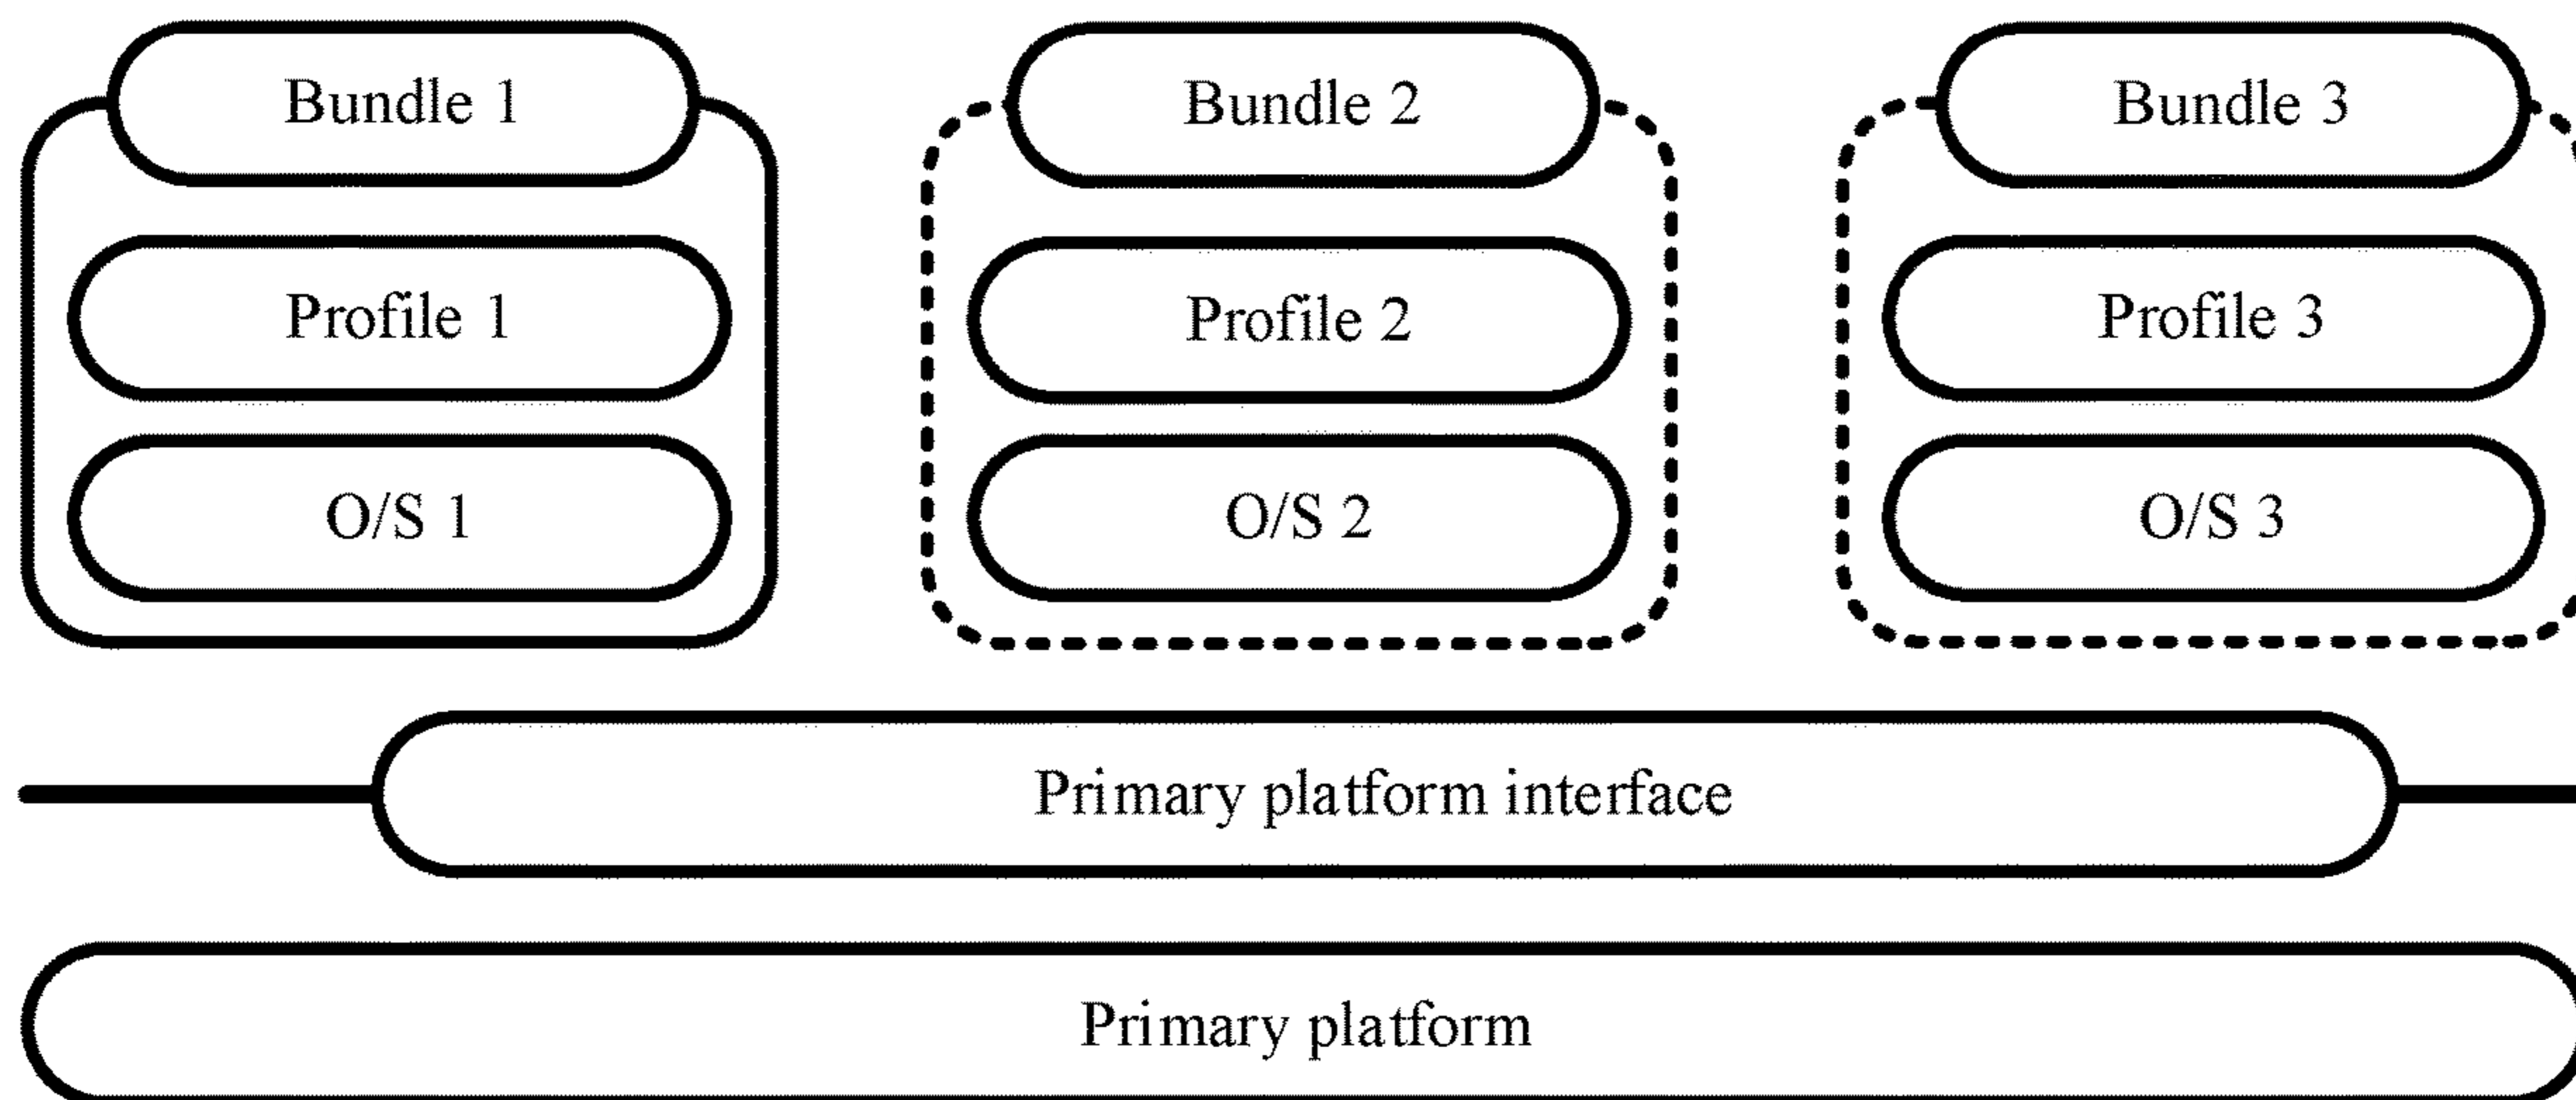 Bundle 1
Bundle 2
Bundle 3
Profile 1
Profile 2
Profile 3
O/S 1
O/S 2
O/S 3
Primary platform interface
Primary platform